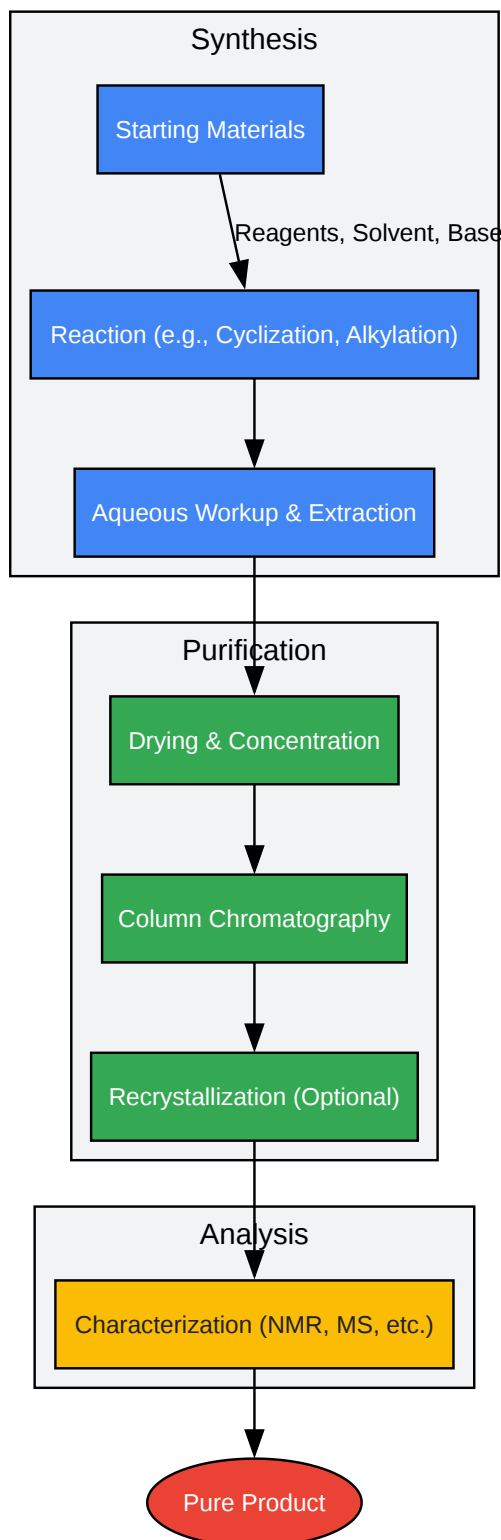 Synthesis
Starting Materials
Reagents, Solvent, Base
Reaction (e.g., Cyclization, Alkylation)
Aqueous Workup & Extraction
Purification
Drying & Concentration
Column Chromatography
Recrystallization (Optional)
Analysis
Characterization (NMR, MS, etc.)
Pure Product